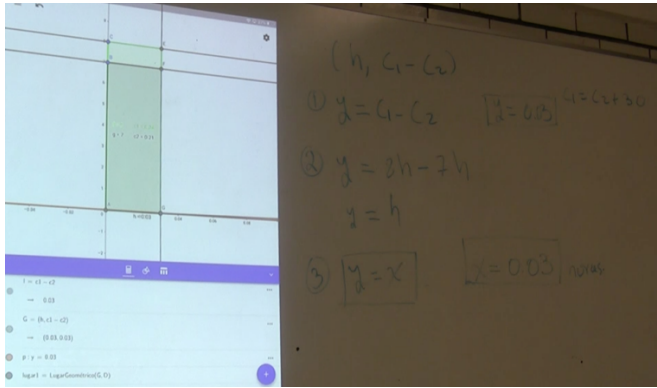 l = c1 − c2
→ 0.03
G = (h, c1 − c2)
→ (0.03, 0.03)
p : y = 0.03
lugar1 = LugarGeométrico(G, D)
(h, C₁ − C₂)
① y = C₁ − C₂ y = 0.03 C₁ = C₂ + 30
② y = 8h − 7h
y = h
③ y = x x = 0.03